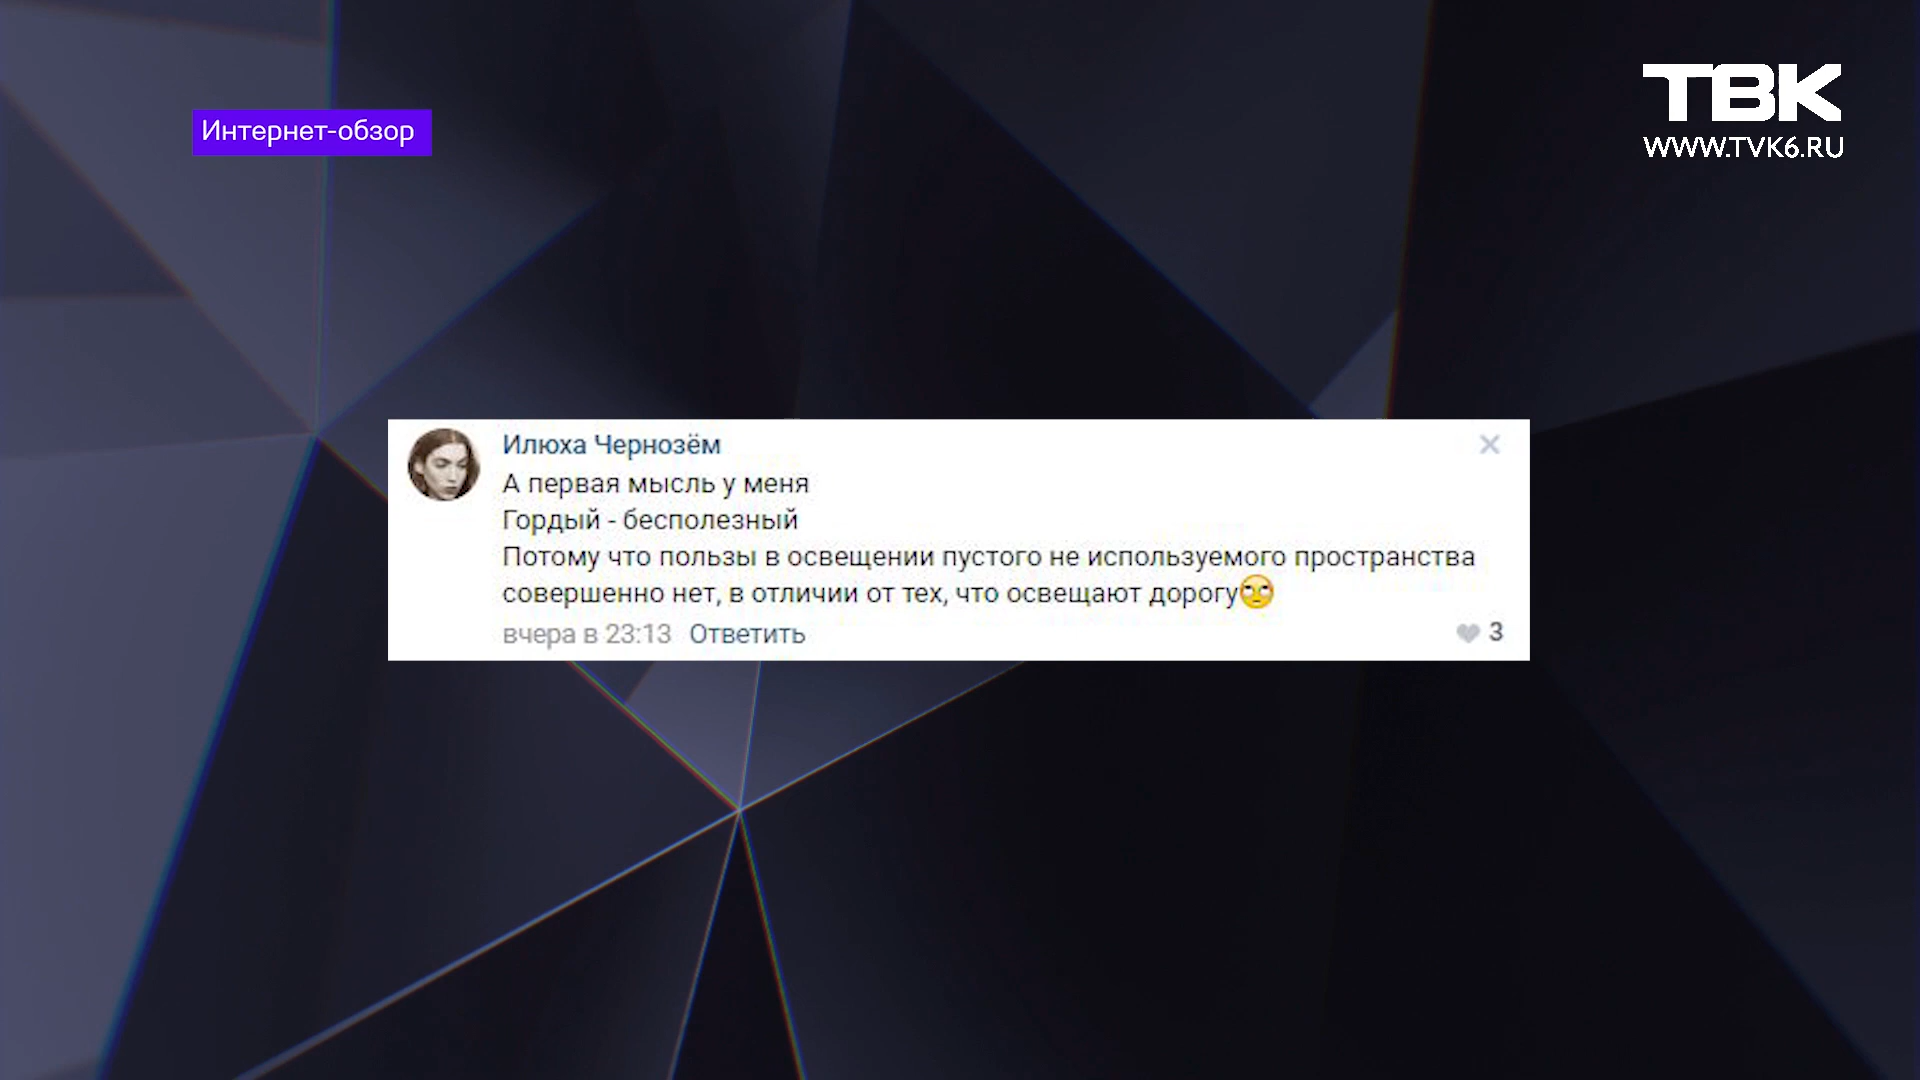 Интернет-обзор
ТВК
WWW.TVK6.RU
Илюха Чернозём
А первая мысль у меня
Гордый - бесполезный
Потому что пользы в освещении пустого не используемого пространства
совершенно нет, в отличии от тех, что освещают дорогу🙄
вчера в 23:13 Ответить
3